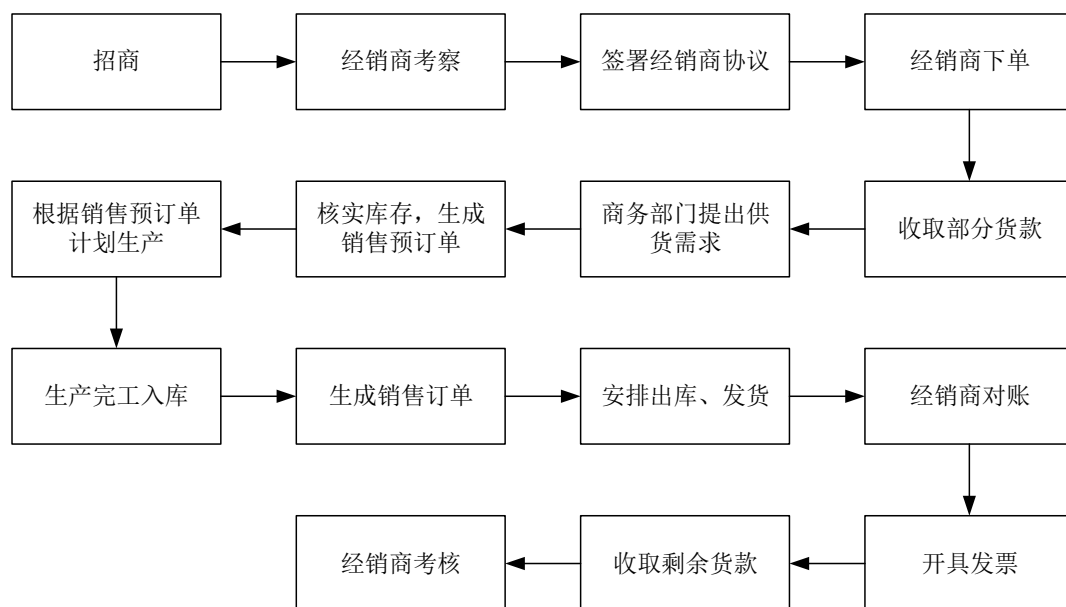 招商
经销商考察
签署经销商协议
经销商下单
收取部分货款
商务部门提出供
货需求
核实库存，生成
销售预订单
根据销售预订单
计划生产
生产完工入库
生成销售订单
安排出库、发货
经销商对账
开具发票
收取剩余货款
经销商考核